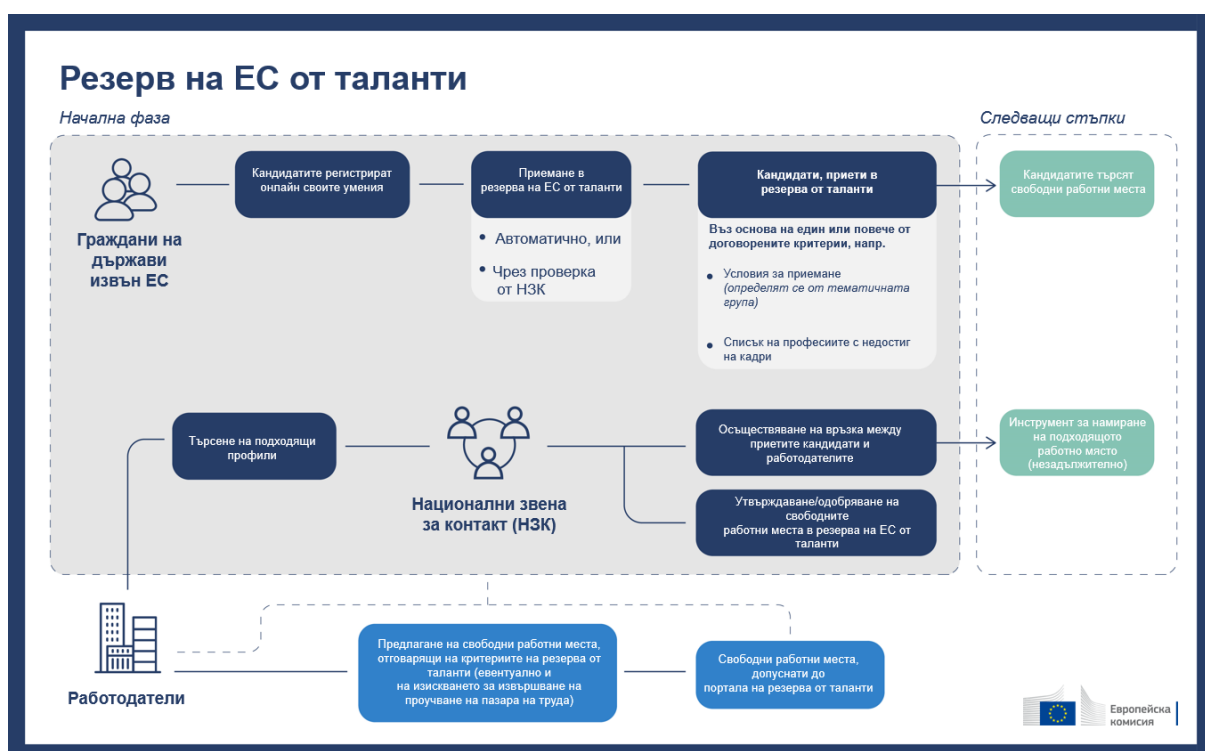 Резерв на ЕС от таланти
Начална фаза
Следващи стъпки
Граждани на
държави
извън ЕС
Кандидатите регистрират
онлайн своите умения
Приемане в
резерва на ЕС от таланти
• Автоматично, или
• Чрез проверка
от НЗК
Кандидати, приети в
резерва от таланти
Въз основа на един или повече от
договорените критерии, напр.
• Условия за приемане
(определят се от тематичната
група)
• Списък на професиите с недостиг
на кадри
Кандидатите търсят
свободни работни места
Търсене на подходящи
профили
Национални звена
за контакт (НЗК)
Осъществяване на връзка между
приетите кандидати и
работодателите
Утвърждаване/одобряване на
свободните
работни места в резерва на ЕС от
таланти
Инструмент за намиране
на подходящото
работно място
(незадължително)
Работодатели
Предлагане на свободни работни места,
отговарящи на критериите на резерва от
таланти (евентуално и
на изискването за извършване на
проучване на пазара на труда)
Свободни работни места,
допуснати до
портала на резерва от таланти
Европейска
комисия